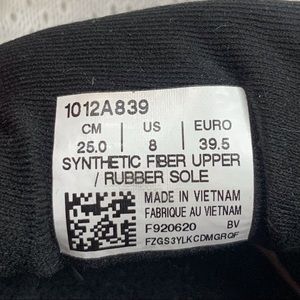 1012A839
CM US EURO
25.0 8 39.5
SYNTHETIC FIBER UPPER
/ RUBBER SOLE
MADE IN VIETNAM
FABRIQUE AU VIETNAM
F920620 BV
FZGS3YLKCDMGRQF